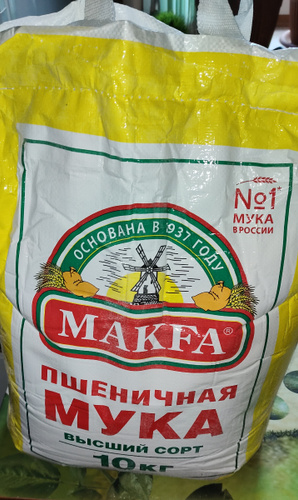 №1*
МУКА
В РОССИИ
ОСНОВАНА В 1937 ГОДУ
MAKFA®
ПШЕНИЧНАЯ
МУКА
ВЫСШИЙ СОРТ
10 кг